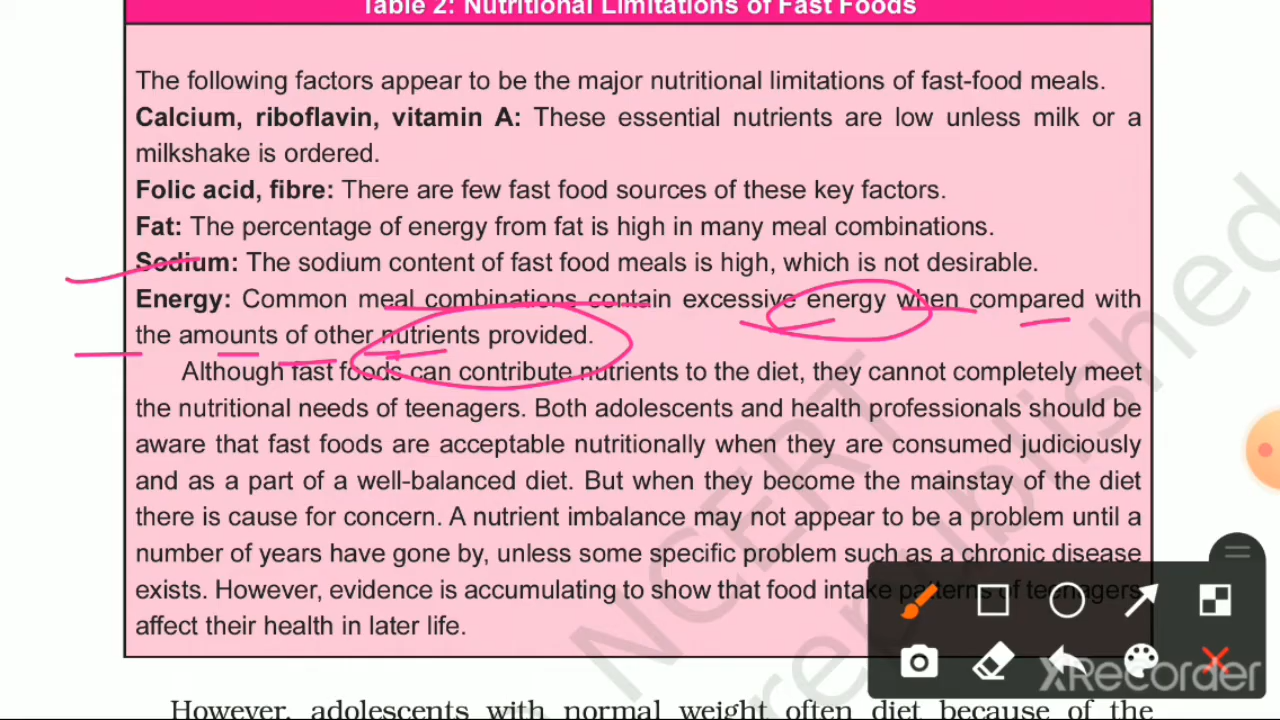 Table 2: Nutritional Limitations of Fast Foods
The following factors appear to be the major nutritional limitations of fast-food meals.
Calcium, riboflavin, vitamin A: These essential nutrients are low unless milk or a
milkshake is ordered.
Folic acid, fibre: There are few fast food sources of these key factors.
Fat: The percentage of energy from fat is high in many meal combinations.
Sodium: The sodium content of fast food meals is high, which is not desirable.
Energy: Common meal combinations contain excessive energy when compared with
the amounts of other nutrients provided.
Although fast foods can contribute nutrients to the diet, they cannot completely meet
the nutritional needs of teenagers. Both adolescents and health professionals should be
aware that fast foods are acceptable nutritionally when they are consumed judiciously
and as a part of a well-balanced diet. But when they become the mainstay of the diet
there is cause for concern. A nutrient imbalance may not appear to be a problem until a
number of years have gone by, unless some specific problem such as a chronic disease
exists. However, evidence is accumulating to show that food intake patterns of teenagers
affect their health in later life.
However, adolescents with normal weight often diet because of the
NCERT
republished
XRecorder